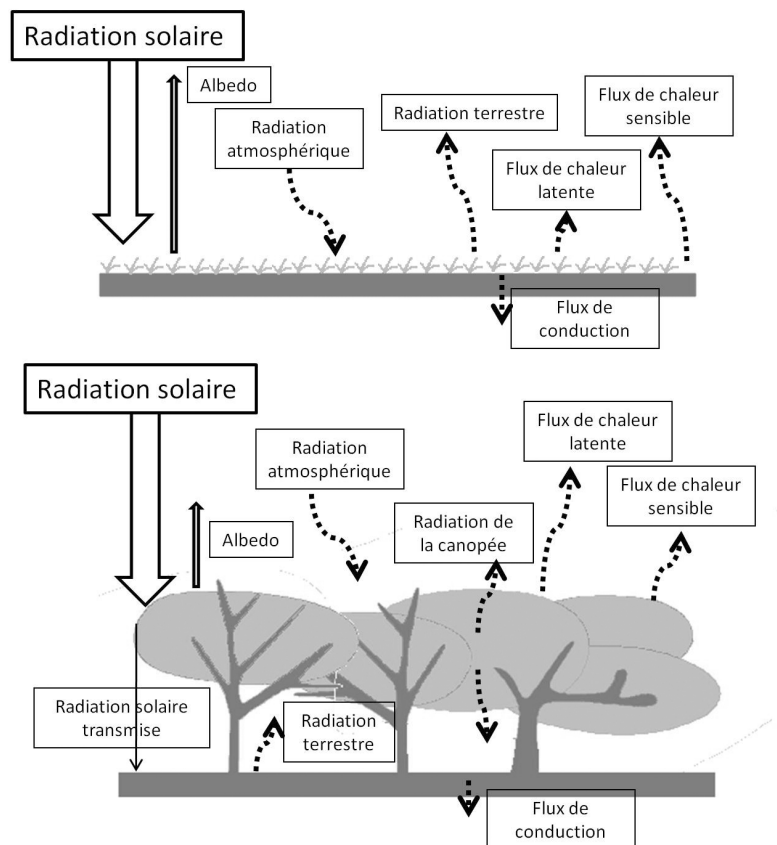 Radiation solaire
Albedo
Radiation
atmosphérique
Radiation terrestre
Flux de chaleur
latente
Flux de chaleur
sensible
Flux de
conduction
Radiation solaire
Albedo
Radiation
atmosphérique
Radiation de
la canopée
Flux de chaleur
latente
Flux de chaleur
sensible
Radiation solaire
transmise
Radiation
terrestre
Flux de
conduction